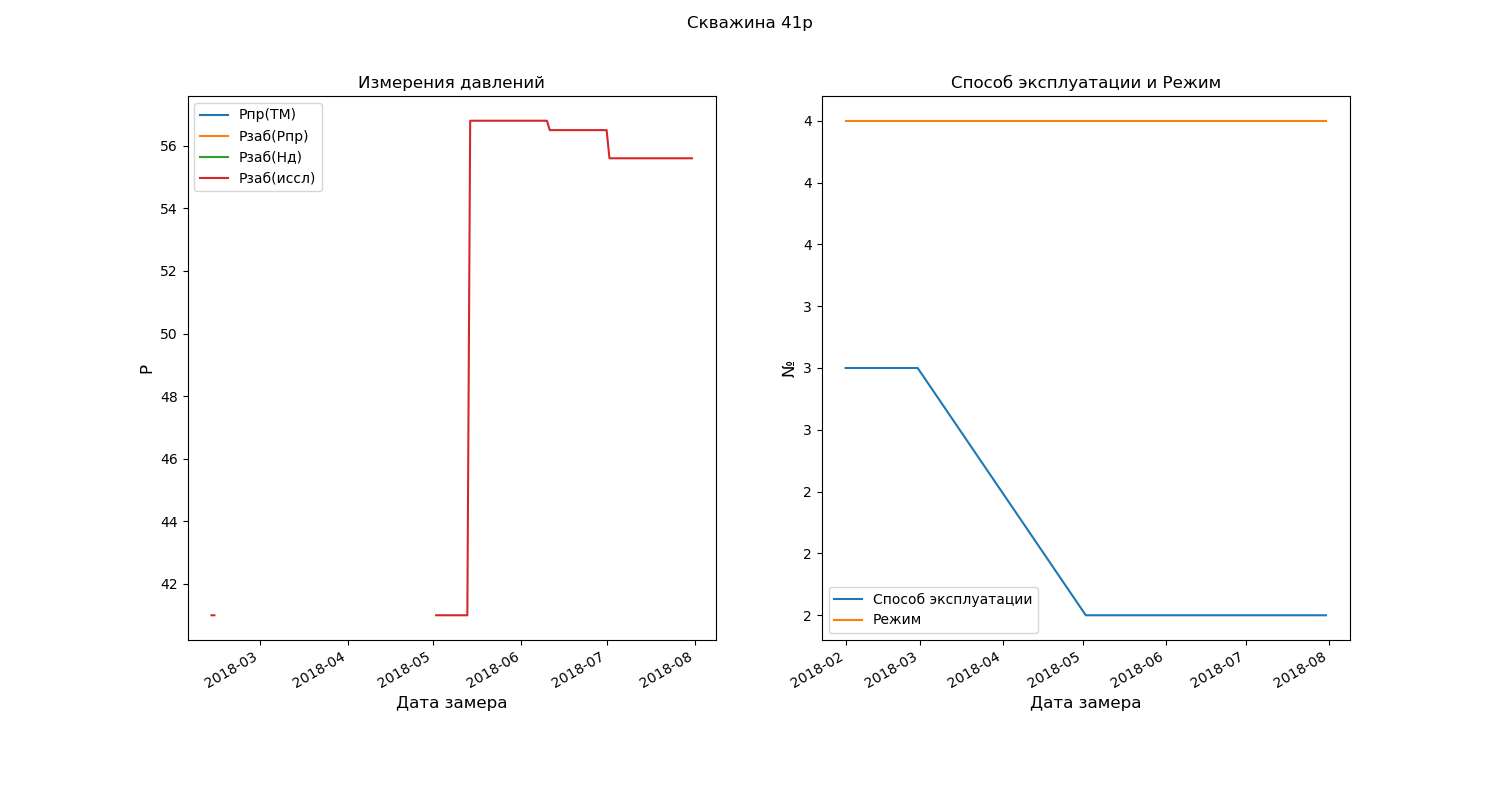 Скважина 41р
Измерения давлений
Рпр(ТМ)
Рзаб(Рпр)
Рзаб(Нд)
Рзаб(иссл)
56
54
52
50
48
46
44
42
Р
2018-03
2018-04
2018-05
2018-06
2018-07
2018-08
Дата замера
Способ эксплуатации и Режим
4
4
4
3
3
3
2
2
2
№
Способ эксплуатации
Режим
2018-02
2018-03
2018-04
2018-05
2018-06
2018-07
2018-08
Дата замера